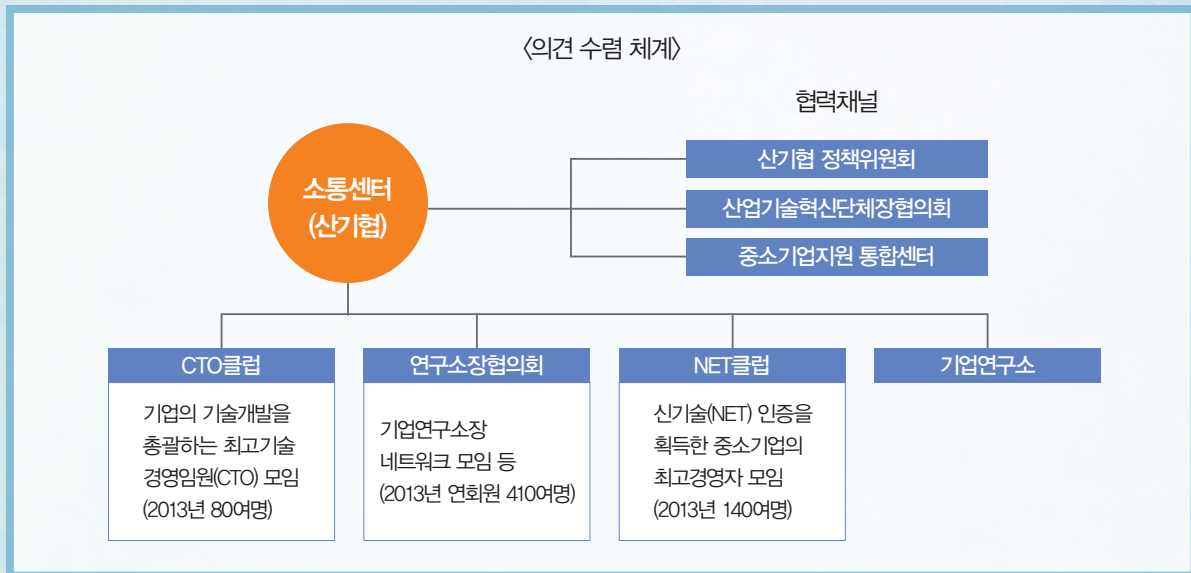 〈의견 수렴 체계〉
협력채널
소통센터
(산기협)
산기협 정책위원회
산업기술혁신단체장협의회
중소기업지원 통합센터
CTO클럽
기업의 기술개발을
총괄하는 최고기술
경영임원(CTO) 모임
(2013년 80여명)
연구소장협의회
기업연구소장
네트워크 모임 등
(2013년 연회원 410여명)
NET클럽
신기술(NET) 인증을
획득한 중소기업의
최고경영자 모임
(2013년 140여명)
기업연구소